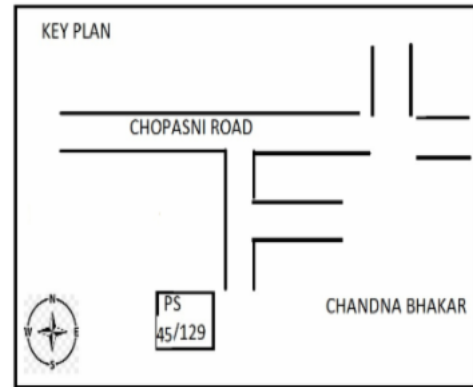 KEY PLAN
CHOPASNI ROAD
N
W E
S
PS
45/129
CHANDNA BHAKAR